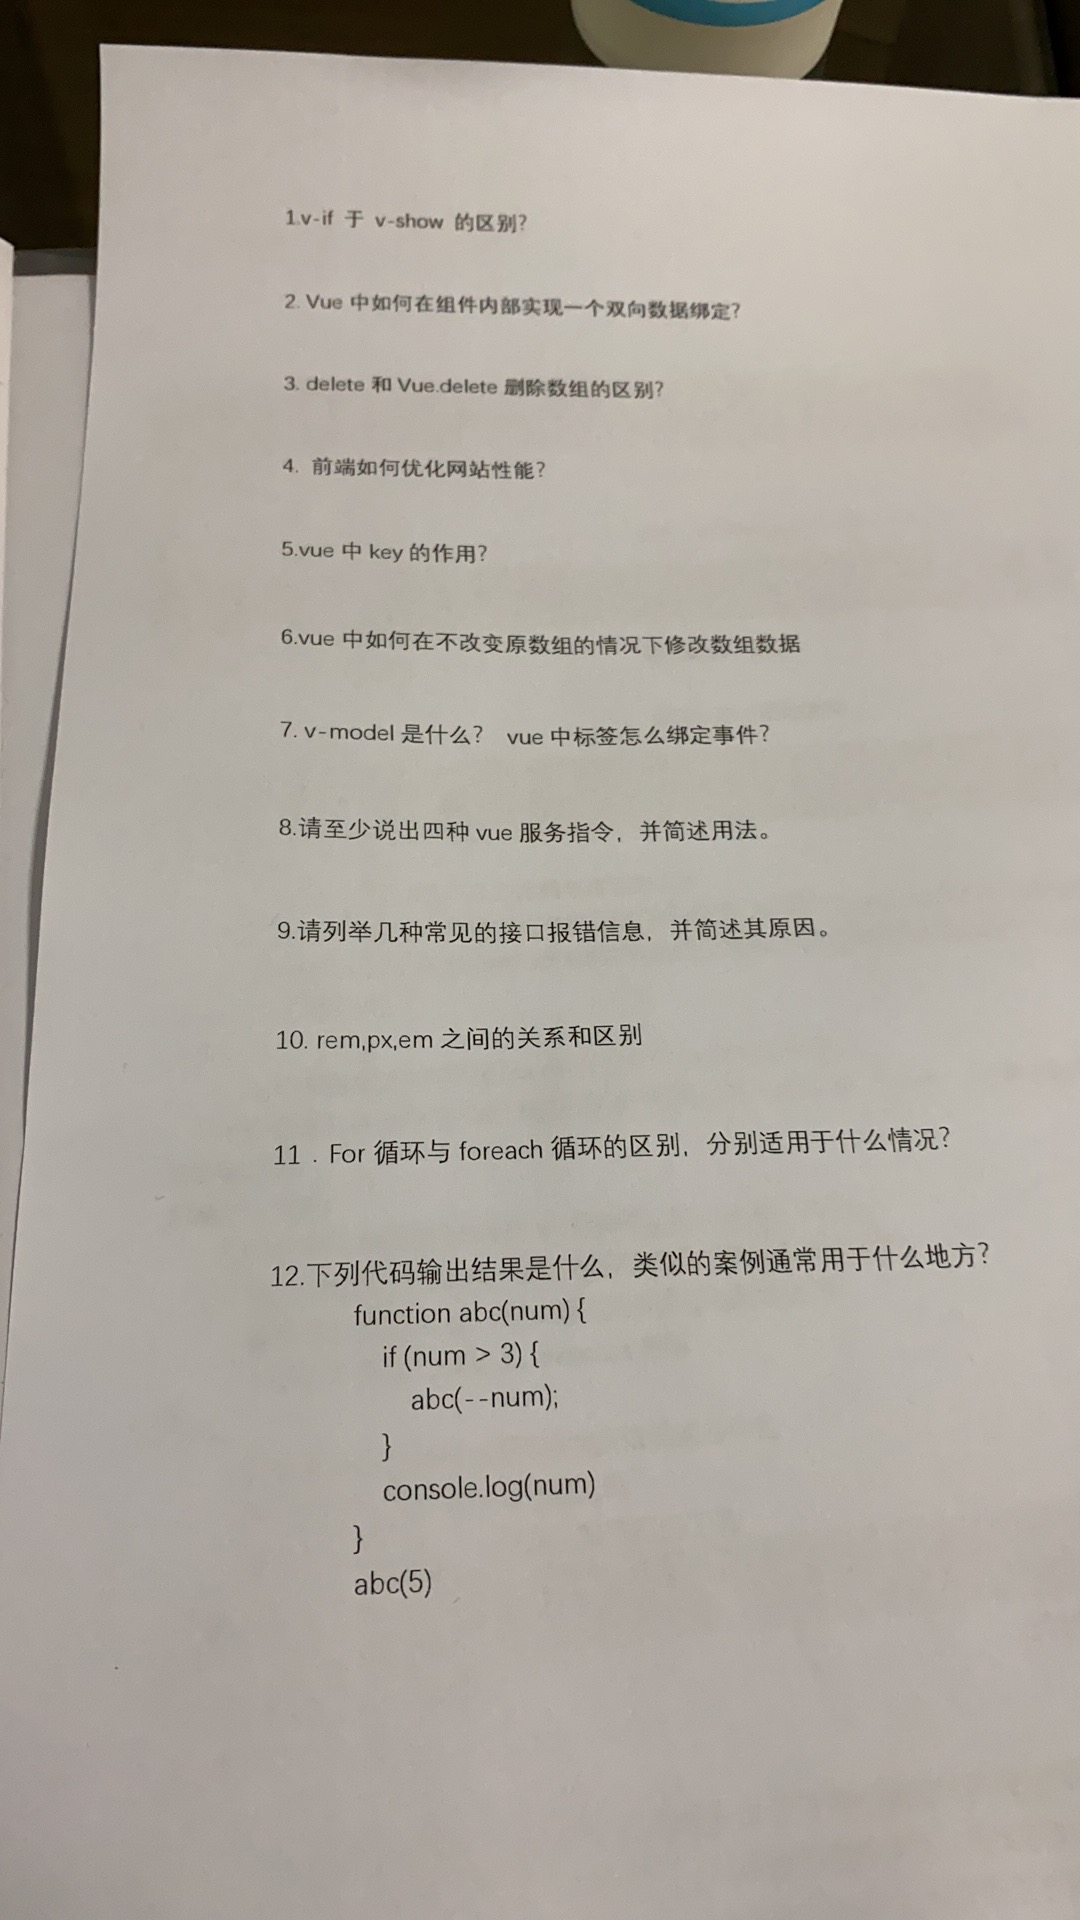 1.v-if 于 v-show 的区别?
2. Vue 中如何在组件内部实现一个双向数据绑定?
3. delete 和 Vue.delete 删除数组的区别?
4. 前端如何优化网站性能?
5.vue 中 key 的作用?
6.vue 中如何在不改变原数组的情况下修改数组数据
7. v-model 是什么? vue 中标签怎么绑定事件?
8.请至少说出四种 vue 服务指令，并简述用法。
9.请列举几种常见的接口报错信息，并简述其原因。
10. rem,px,em 之间的关系和区别
11 . For 循环与 foreach 循环的区别，分别适用于什么情况?
12.下列代码输出结果是什么，类似的案例通常用于什么地方?
function abc(num) {
if (num > 3) {
abc(--num);
}
console.log(num)
}
abc(5)